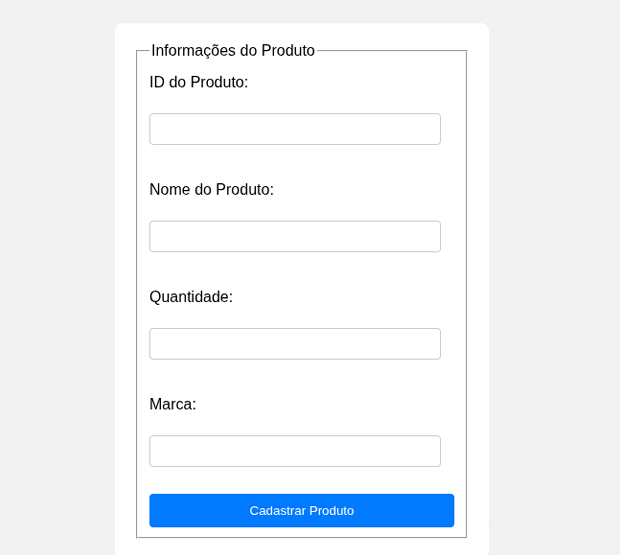 Informações do Produto
ID do Produto:
Nome do Produto:
Quantidade:
Marca:
Cadastrar Produto